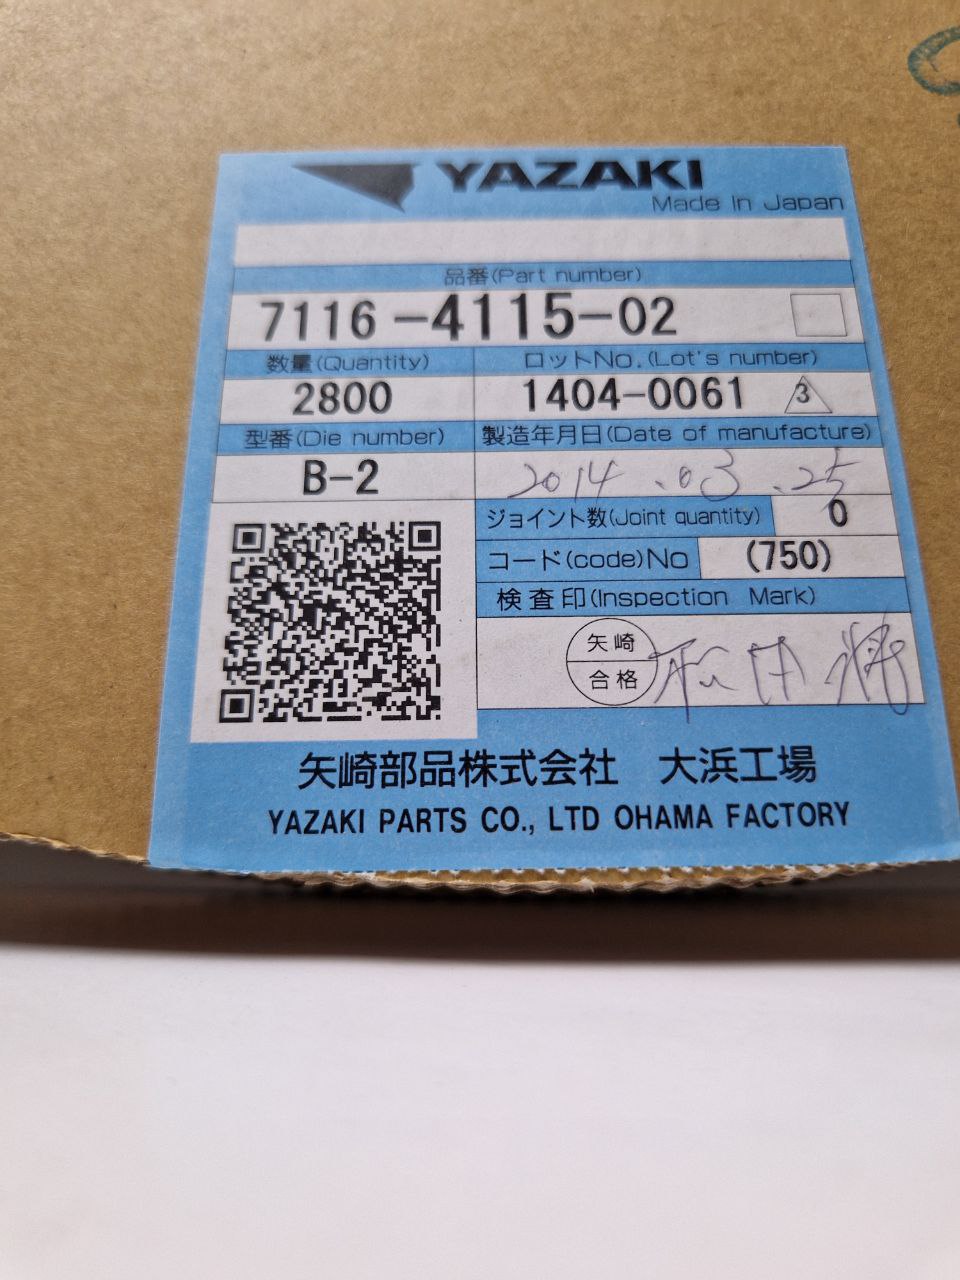 YAZAKI
Made In Japan
品番(Part number)
7116-4115-02
数量(Quantity)
ロットNo.(Lot's number)
2800
1404-0061 3
型番(Die number)
製造年月日(Date of manufacture)
B-2
2014.03.25
ジョイント数(Joint quantity) 0
コード(code)No (750)
検査印(Inspection Mark)
矢崎
合格
矢崎部品株式会社 大浜工場
YAZAKI PARTS CO., LTD OHAMA FACTORY